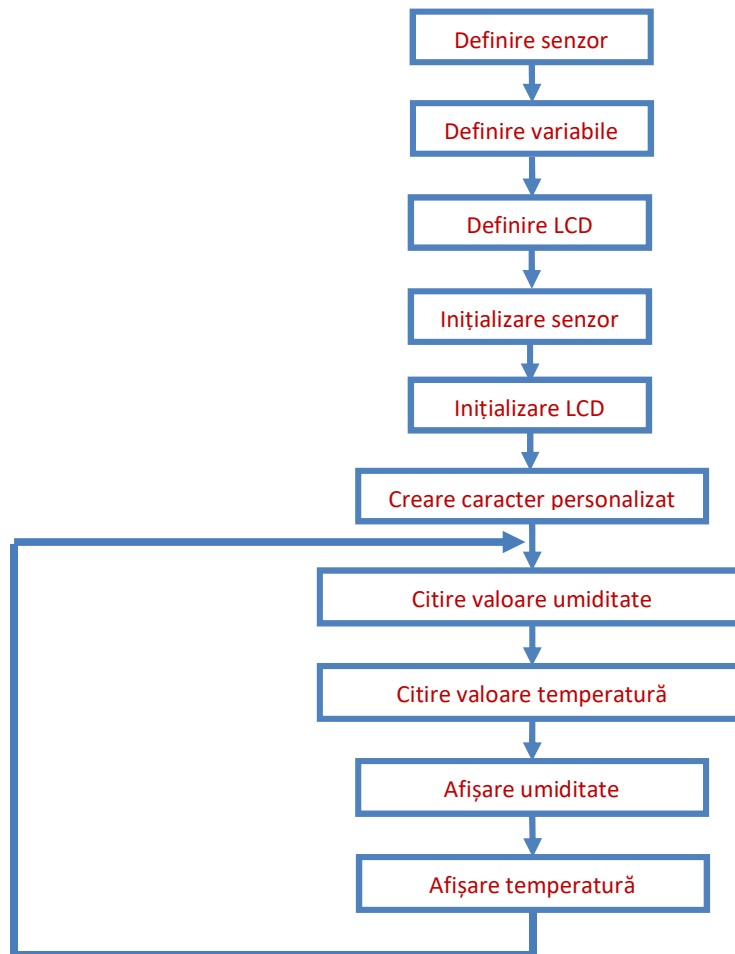 Definire senzor
Definire variabile
Definire LCD
Inițializare senzor
Inițializare LCD
Creare caracter personalizat
Citire valoare umiditate
Citire valoare temperatură
Afișare umiditate
Afișare temperatură